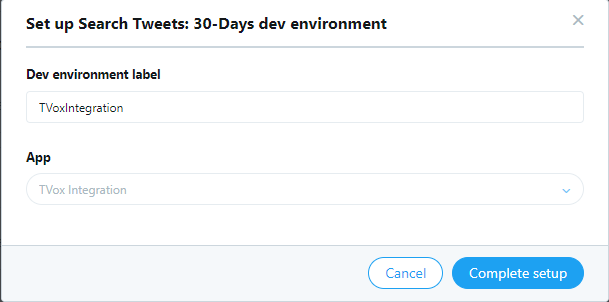 Set up Search Tweets: 30-Days dev environment
Dev environment label
TVoxIntegration
App
TVox Integration
Cancel
Complete setup